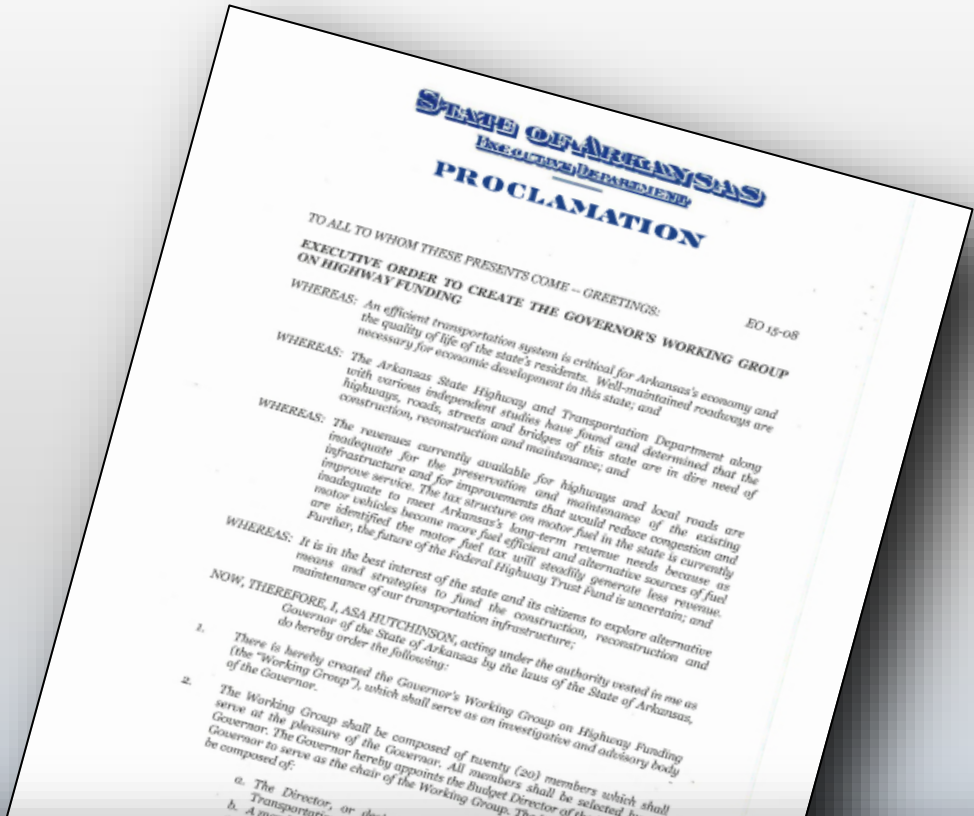 STATE OF ARKANSAS
EXECUTIVE DEPARTMENT
PROCLAMATION
TO ALL TO WHOM THESE PRESENTS COME – GREETINGS:
EO 15-08
EXECUTIVE ORDER TO CREATE THE GOVERNOR'S WORKING GROUP
ON HIGHWAY FUNDING
WHEREAS: An efficient transportation system is critical for Arkansas's economy and
the quality of life of the state's residents. Well-maintained roadways are
necessary for economic development in this state; and
WHEREAS: The Arkansas State Highway and Transportation Department along
with various independent studies have found and determined that the
highways, roads, streets and bridges of this state are in dire need of
construction, reconstruction and maintenance; and
WHEREAS: The revenues currently available for highways and local roads are
inadequate for the preservation and maintenance of the existing
infrastructure and for improvements that would reduce congestion and
improve service. The tax structure on motor fuel in the state is currently
inadequate to meet Arkansas's long-term revenue needs because as
motor vehicles become more fuel efficient and alternative sources of fuel
are identified the motor fuel tax will steadily generate less revenue.
Further, the future of the Federal Highway Trust Fund is uncertain; and
WHEREAS: It is in the best interest of the state and its citizens to explore alternative
means and strategies to fund the construction, reconstruction and
maintenance of our transportation infrastructure;
NOW, THEREFORE, I, ASA HUTCHINSON, acting under the authority vested in me as
Governor of the State of Arkansas by the laws of the State of Arkansas,
do hereby order the following:
1. There is hereby created the Governor's Working Group on Highway Funding
(the "Working Group"), which shall serve as an investigative and advisory body
of the Governor.
2. The Working Group shall be composed of twenty (20) members which shall
serve at the pleasure of the Governor. All members shall be selected
Governor. The Governor hereby appoints the Budget Director of
Governor to serve as the chair of the Working Group.
be composed of:
a. The Director, or
b. A